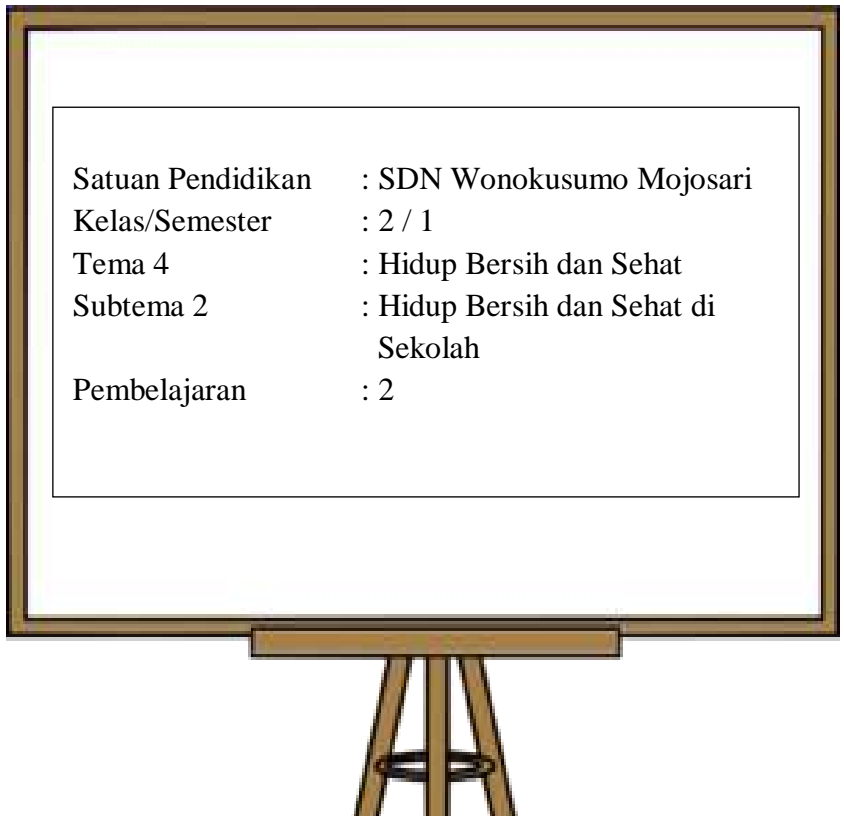 Satuan Pendidikan : SDN Wonokusumo Mojosari
Kelas/Semester : 2 / 1
Tema 4 : Hidup Bersih dan Sehat
Subtema 2 : Hidup Bersih dan Sehat di
Sekolah
Pembelajaran : 2